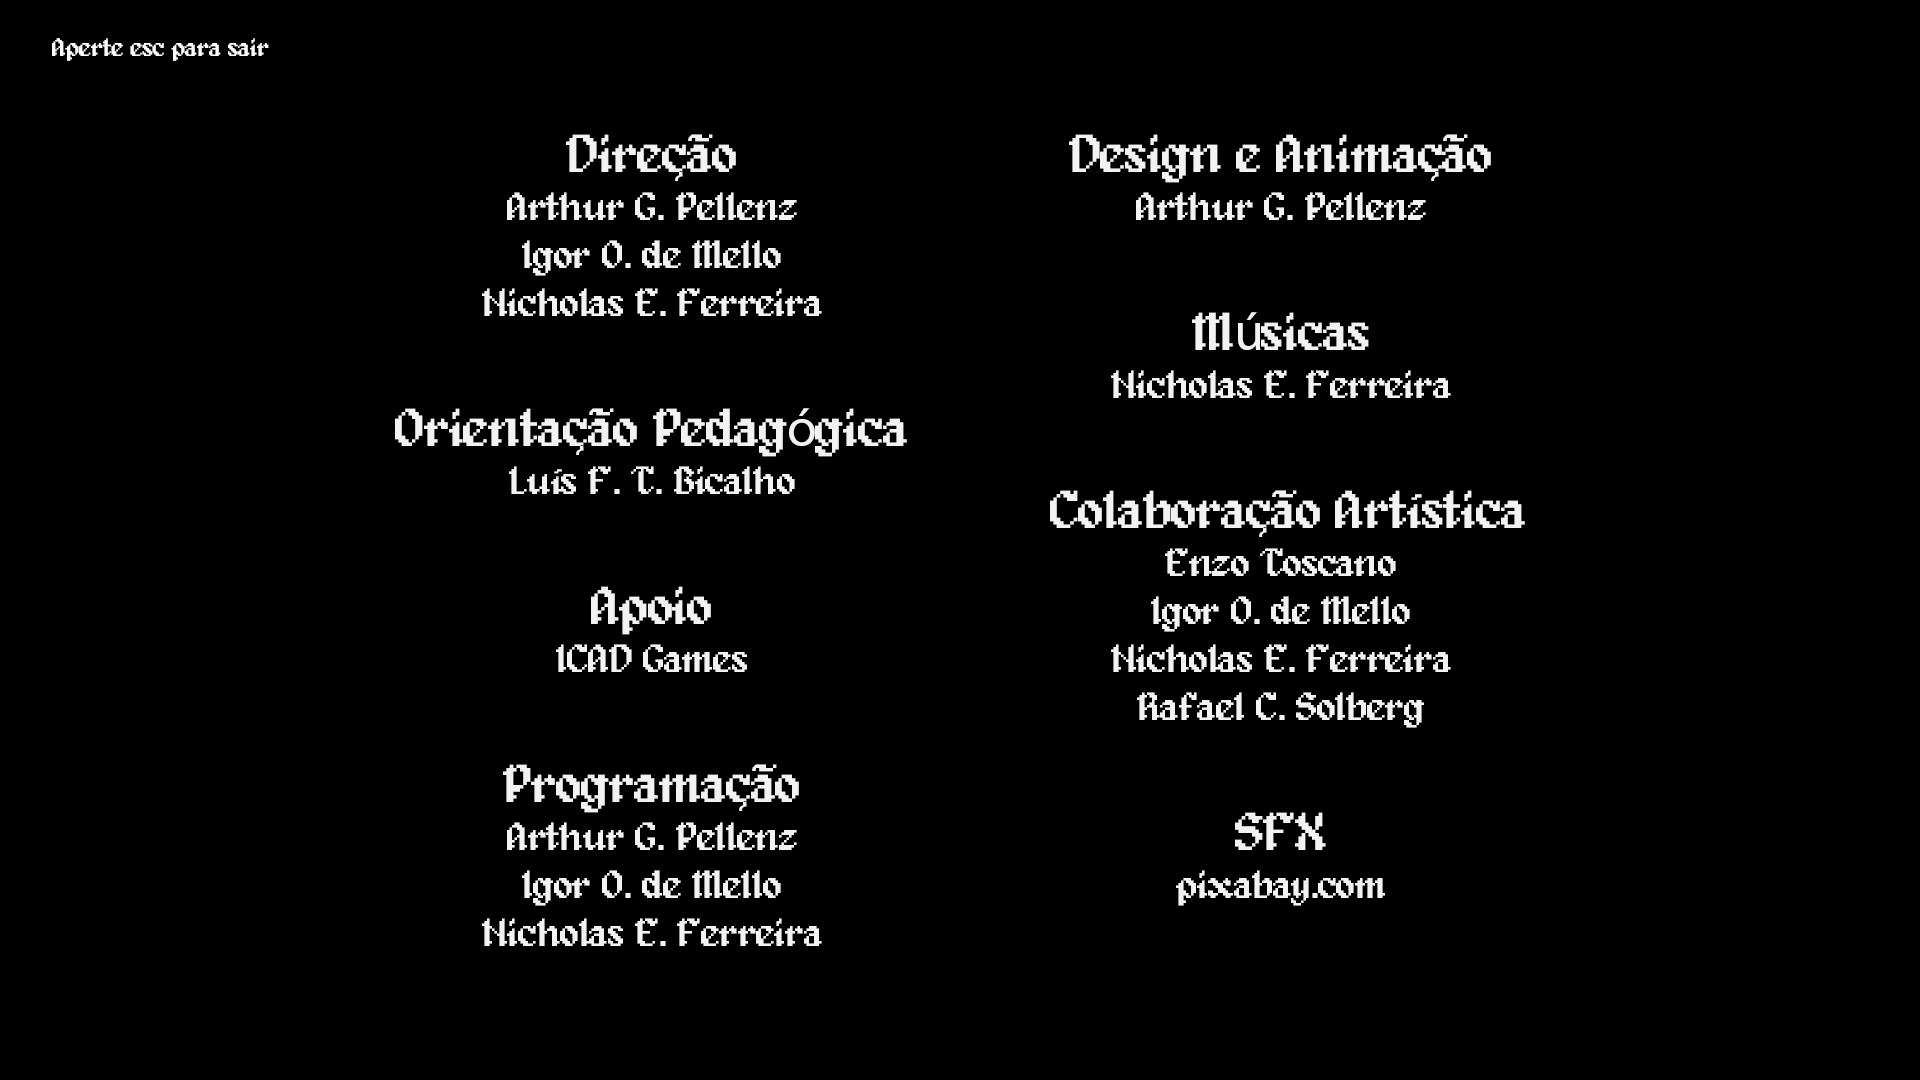 Aperte esc para sair
Direção
Arthur G. Pellenz
Igor O. de Mello
Nicholas E. Ferreira
Orientação Pedagógica
Luís F. T. Bicalho
Apoio
ICAD Games
Programação
Arthur G. Pellenz
Igor O. de Mello
Nicholas E. Ferreira
Design e Animação
Arthur G. Pellenz
Músicas
Nicholas E. Ferreira
Colaboração Artística
Enzo Toscano
Igor O. de Mello
Nicholas E. Ferreira
Rafael C. Solberg
SFX
pixabay.com